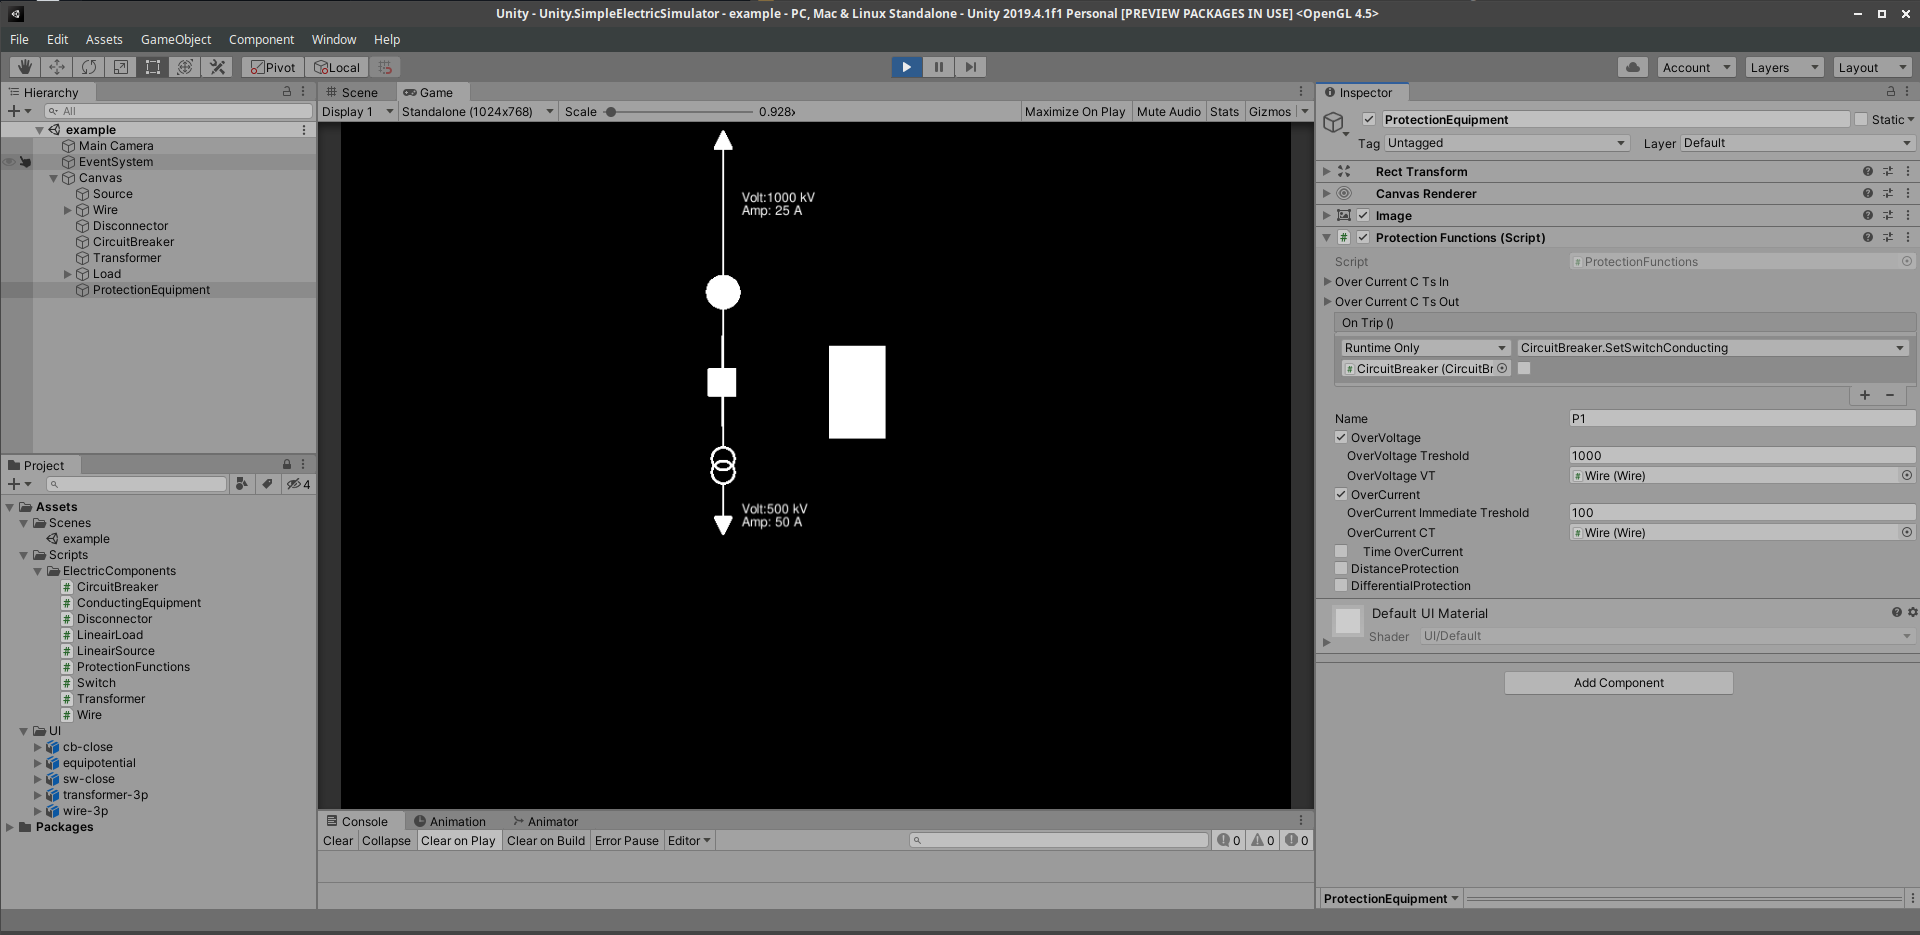 Unity - Unity.SimpleElectricSimulator - example - PC, Mac & Linux Standalone - Unity 2019.4.1f1 Personal [PREVIEW PACKAGES IN USE] <OpenGL 4.5>
File Edit Assets GameObject Component Window Help
Pivot Local Account Layers Layout
Hierarchy
All
example
Main Camera
EventSystem
Canvas
Source
Wire
Disconnector
CircuitBreaker
Transformer
Load
ProtectionEquipment
Project
4
Assets
Scenes
example
Scripts
ElectricComponents
CircuitBreaker
ConductingEquipment
Disconnector
LineairLoad
LineairSource
ProtectionFunctions
Switch
Transformer
Wire
UI
cb-close
equipotential
sw-close
transformer-3p
wire-3p
Packages
Scene Game
Display 1 Standalone (1024x768) Scale 0.928x Maximize On Play Mute Audio Stats Gizmos
Volt:1000 kV
Amp: 25 A
Volt:500 kV
Amp: 50 A
Console Animation Animator
Clear Collapse Clear on Play Clear on Build Error Pause Editor 0 0 0
Inspector
ProtectionEquipment Static
Tag Untagged Layer Default
Rect Transform
Canvas Renderer
Image
# Protection Functions (Script)
Script # ProtectionFunctions
Over Current C Ts In
Over Current C Ts Out
On Trip ()
Runtime Only CircuitBreaker.SetSwitchConducting
CircuitBreaker (CircuitBr
Name P1
OverVoltage
OverVoltage Treshold 1000
OverVoltage VT Wire (Wire)
OverCurrent
OverCurrent Immediate Treshold 100
OverCurrent CT Wire (Wire)
Time OverCurrent
DistanceProtection
DifferentialProtection
Default UI Material
Shader UI/Default
Add Component
ProtectionEquipment